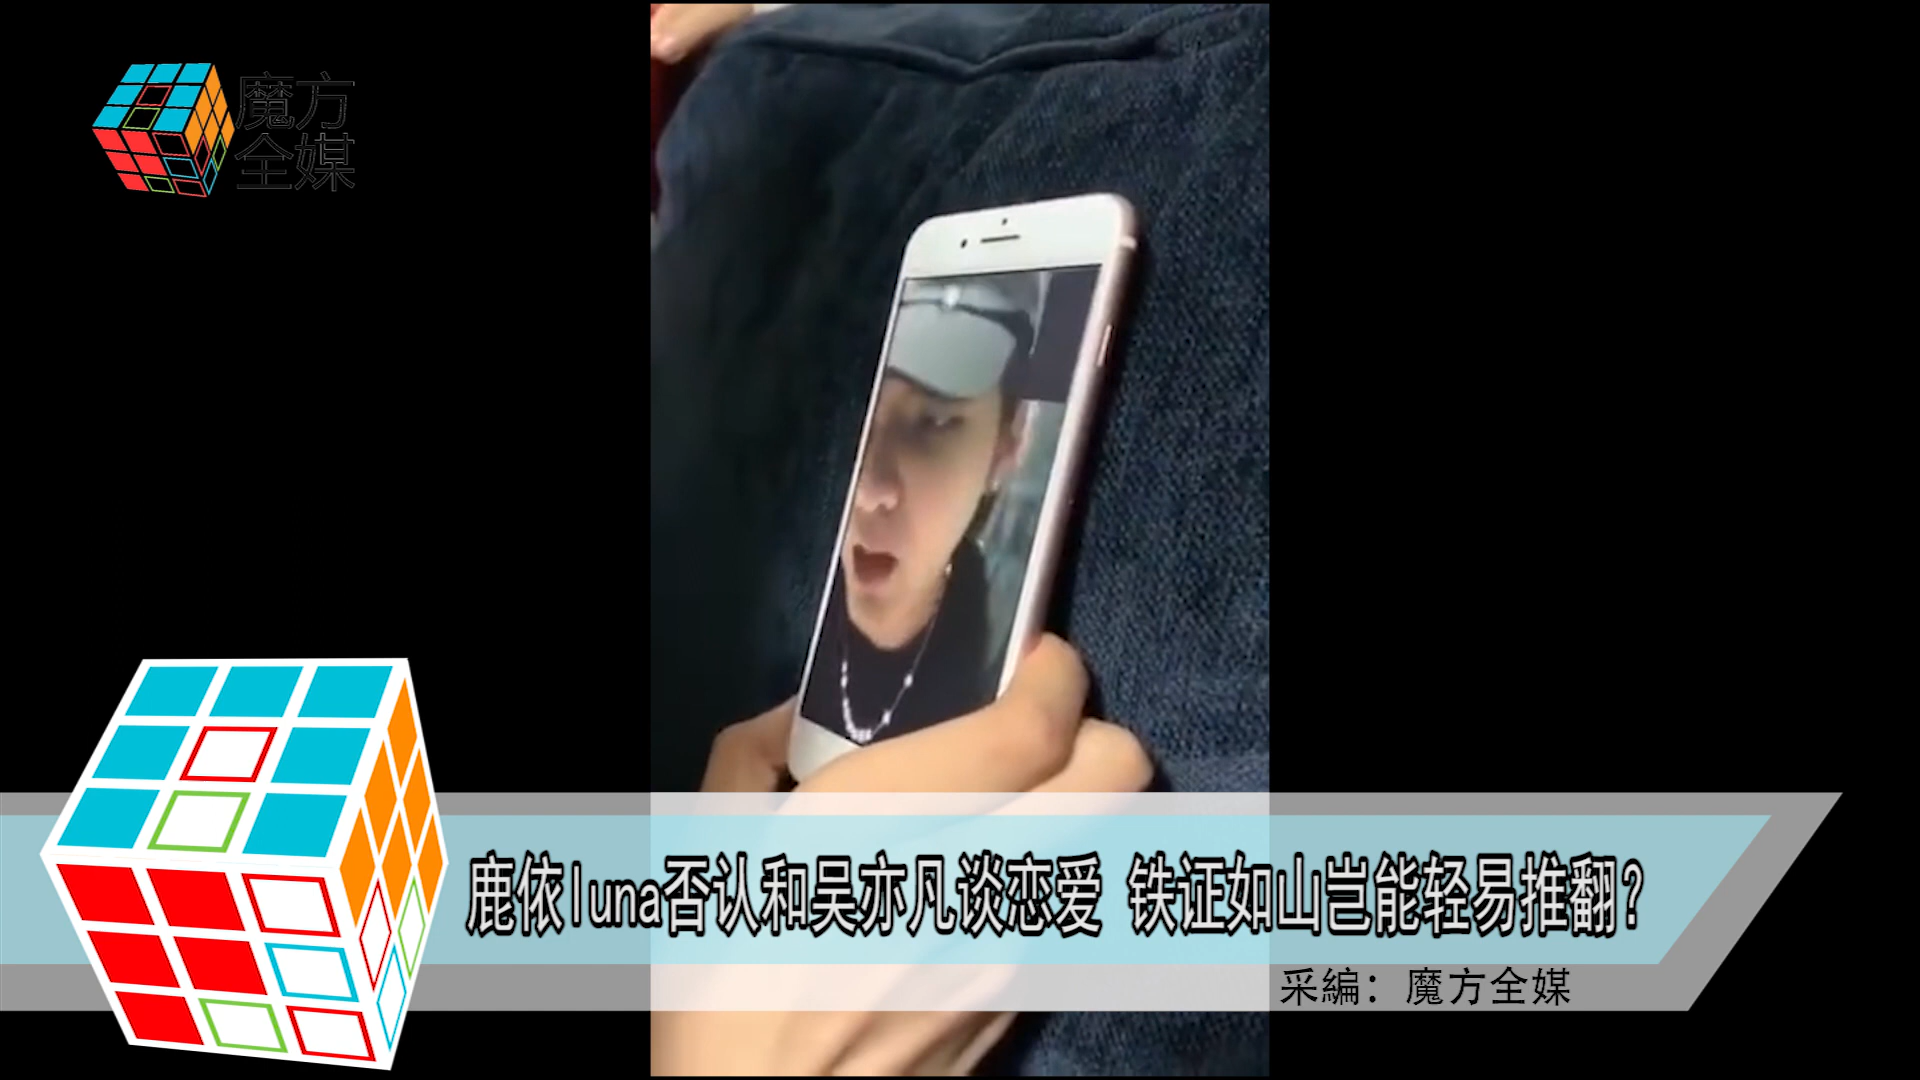 魔方
全媒
鹿依luna否认和吴亦凡谈恋爱 铁证如山岂能轻易推翻？
采编：魔方全媒